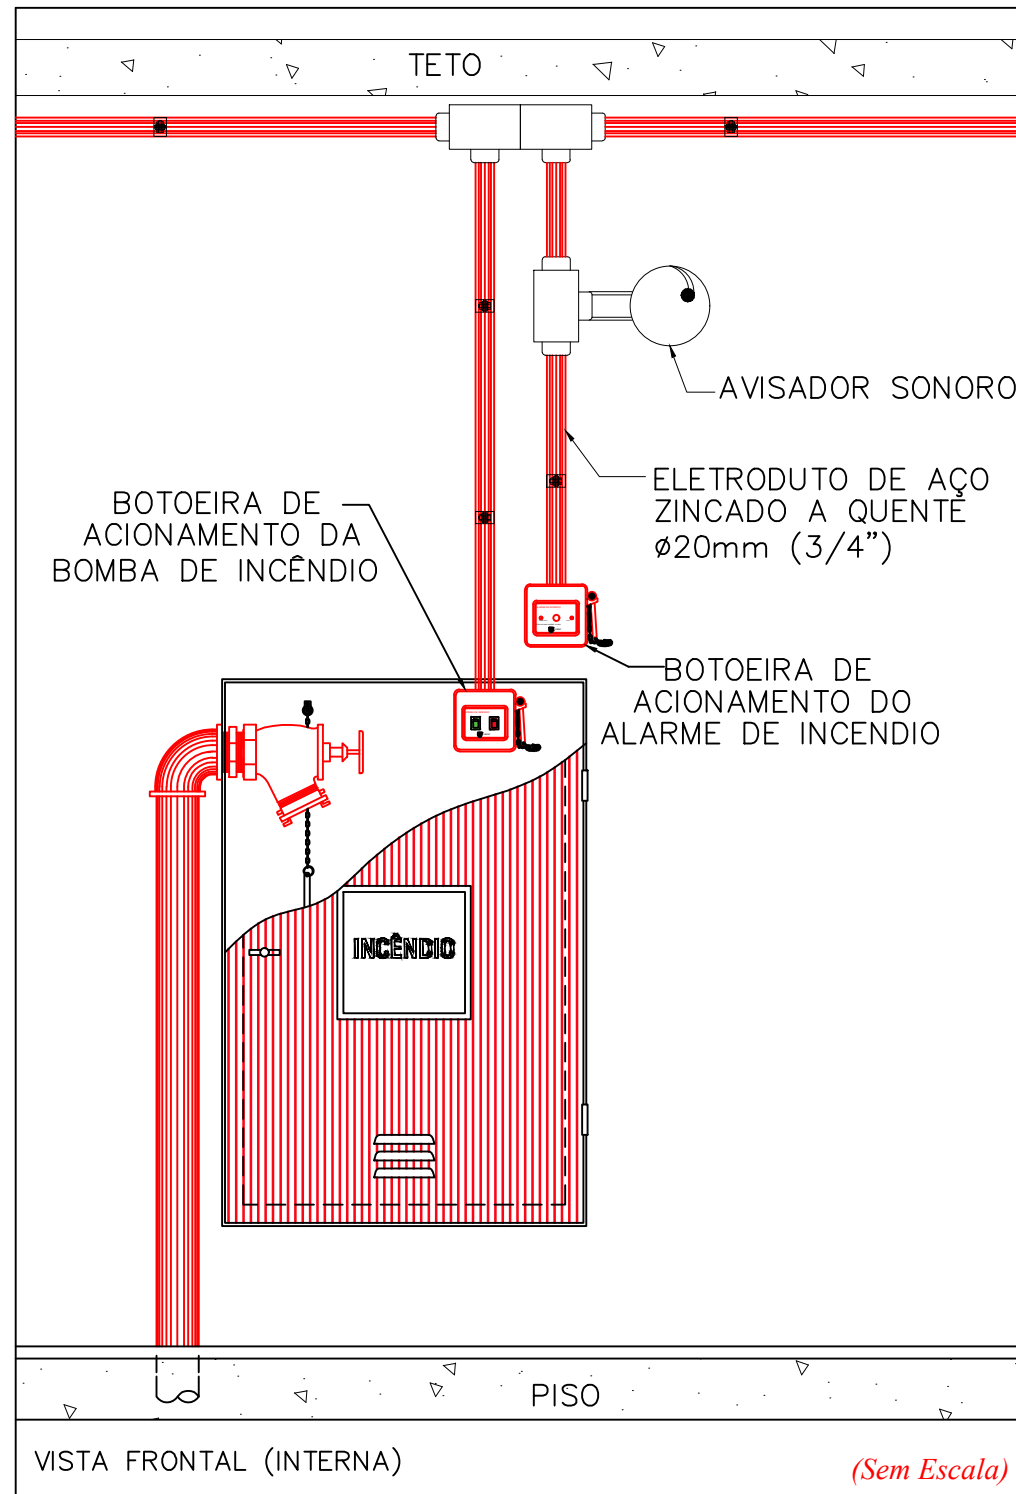 TETO
AVISADOR SONORO
ELETRODUTO DE AÇO
ZINCADO A QUENTE
ø20mm (3/4”)
BOTOEIRA DE
ACIONAMENTO DA
BOMBA DE INCÊNDIO
BOTOEIRA DE
ACIONAMENTO DO
ALARME DE INCENDIO
INCÊNDIO
PISO
VISTA FRONTAL (INTERNA)
(Sem Escala)